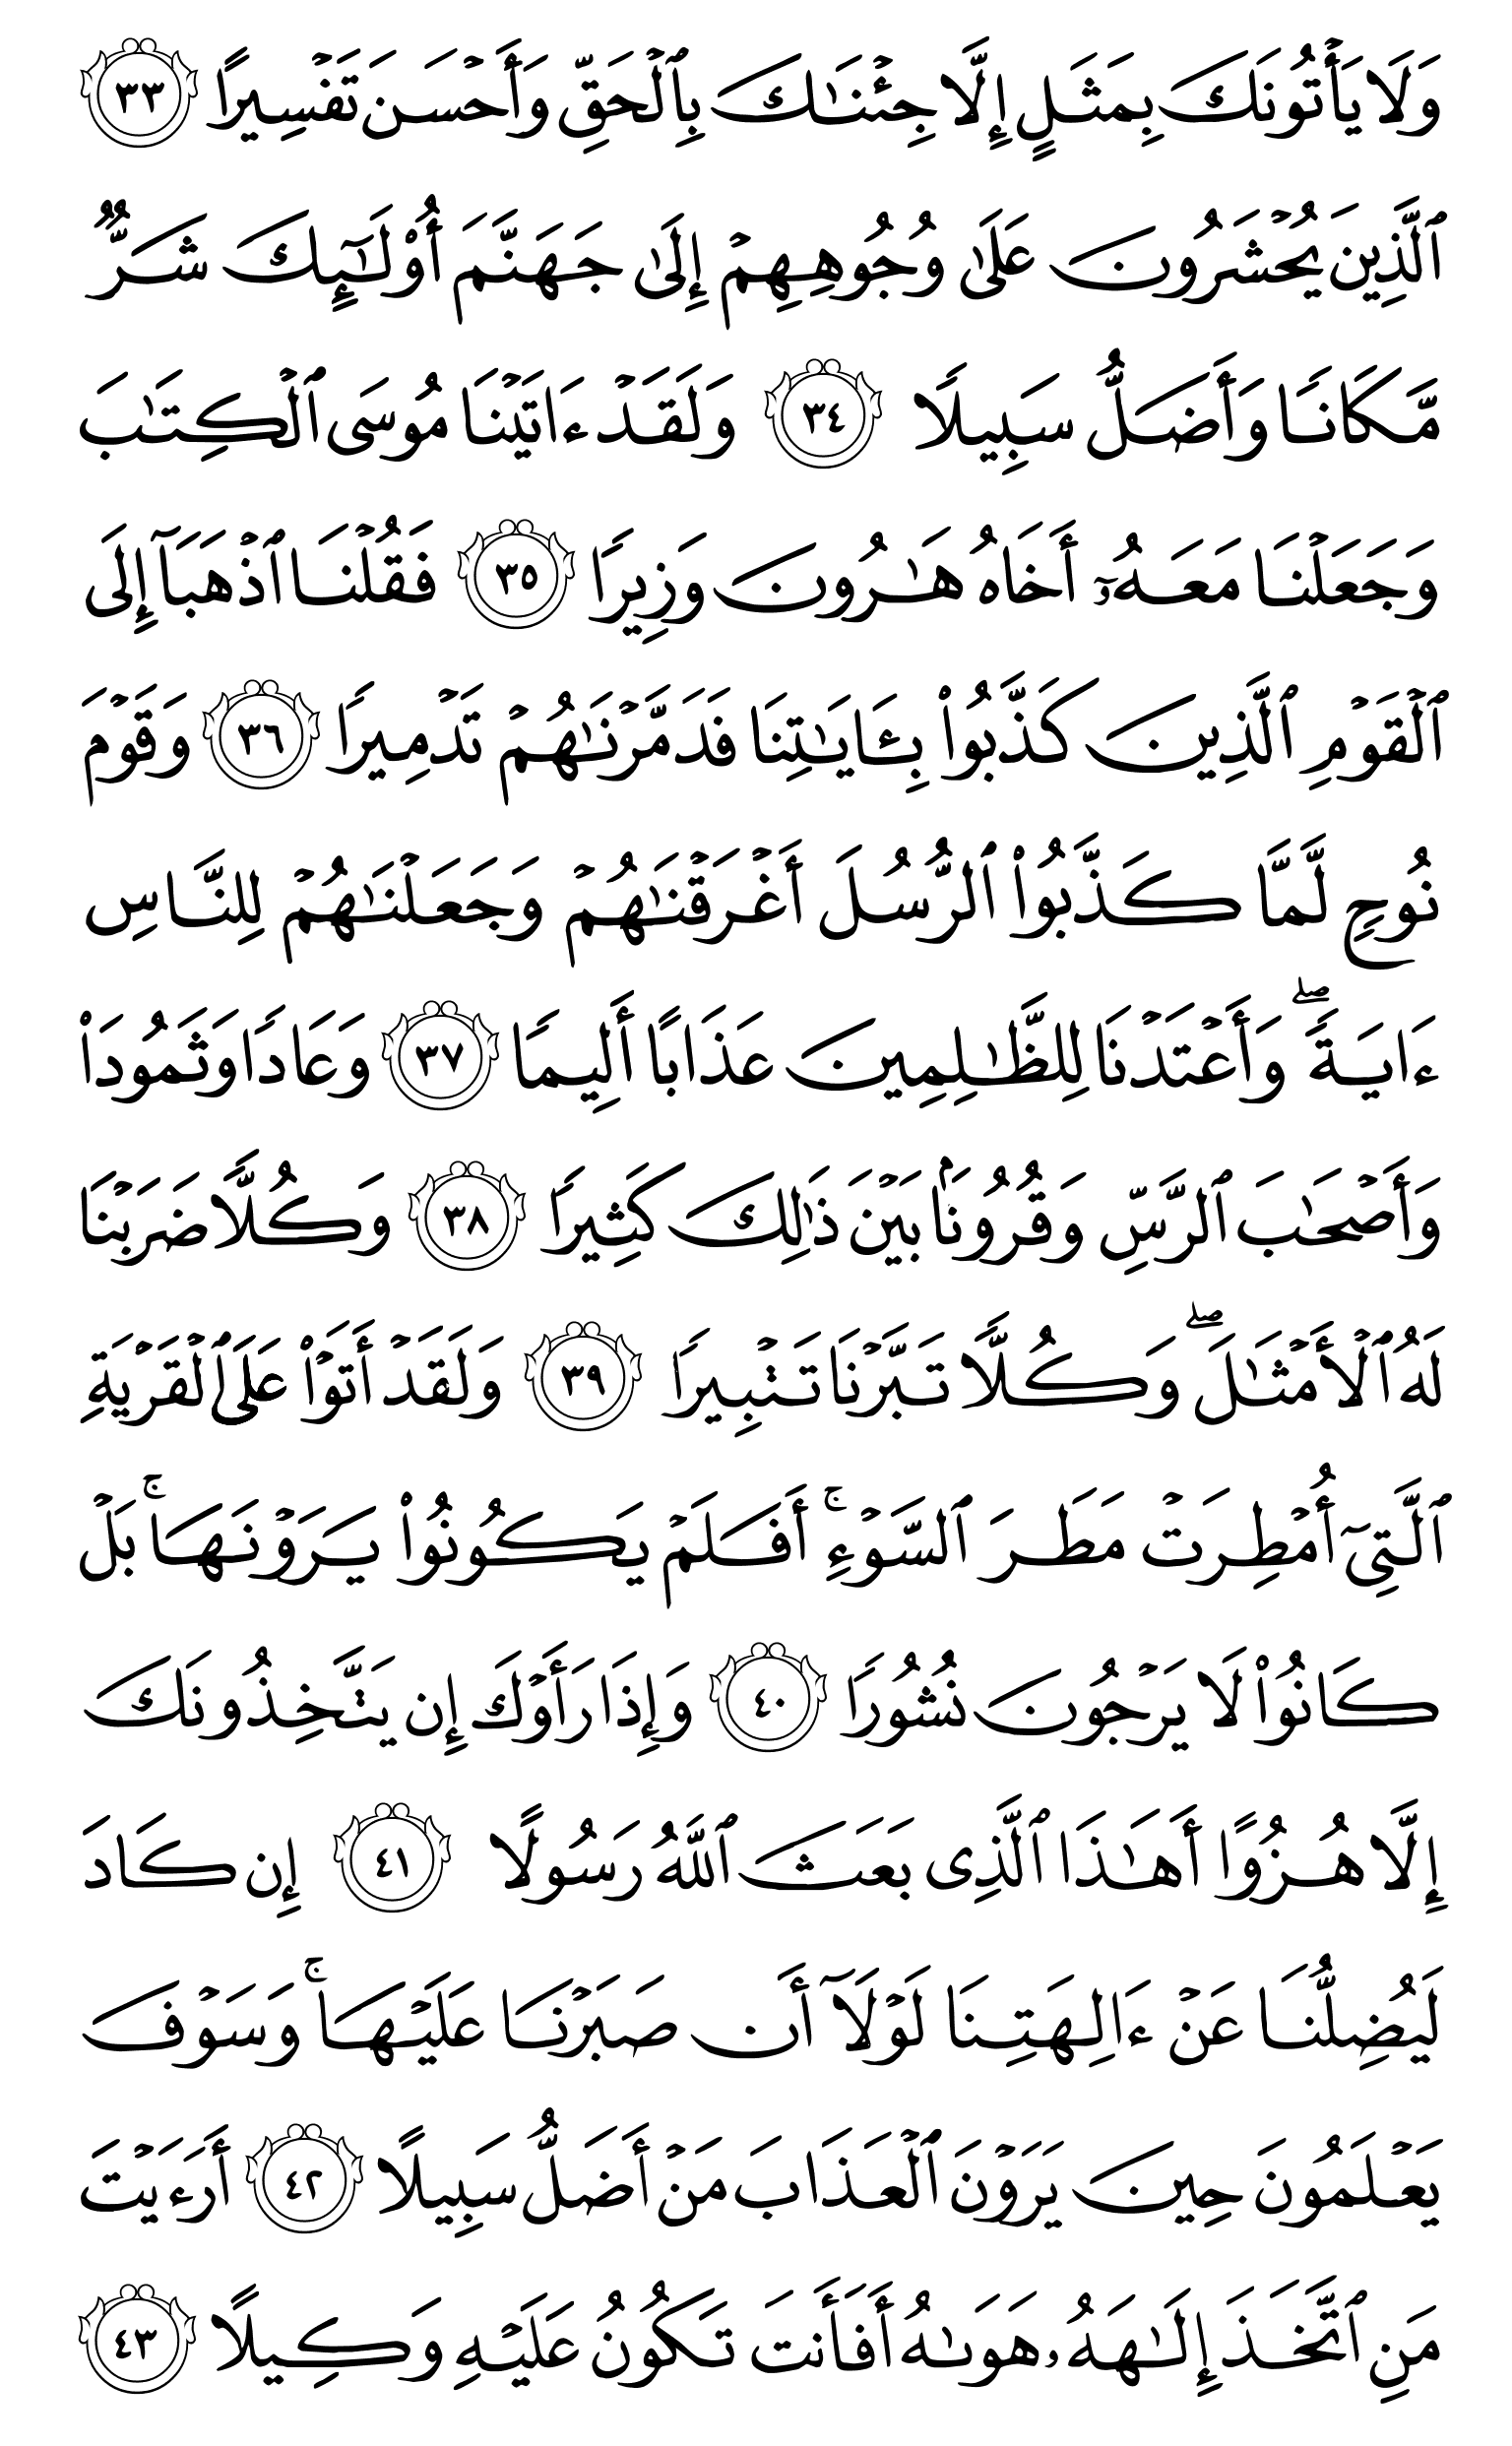 وَلَا يَأۡتُونَكَ بِمَثَلٍ إِلَّا جِئۡنَٰكَ بِٱلۡحَقِّ وَأَحۡسَنَ تَفۡسِيرًا ٣٣
ٱلَّذِينَ يُحۡشَرُونَ عَلَىٰ وُجُوهِهِمۡ إِلَىٰ جَهَنَّمَ أُوْلَٰٓئِكَ شَرٌّ
مَّكَانًا وَأَضَلُّ سَبِيلًا ٣٤ وَلَقَدۡ ءَاتَيۡنَا مُوسَى ٱلۡكِتَٰبَ
وَجَعَلۡنَا مَعَهُۥٓ أَخَاهُ هَٰرُونَ وَزِيرًا ٣٥ فَقُلۡنَا ٱذۡهَبَآ إِلَى
ٱلۡقَوۡمِ ٱلَّذِينَ كَذَّبُواْ بِـَٔايَٰتِنَا فَدَمَّرۡنَٰهُمۡ تَدۡمِيرًا ٣٦ وَقَوۡمَ
نُوحٍ لَّمَّا كَذَّبُواْ ٱلرُّسُلَ أَغۡرَقۡنَٰهُمۡ وَجَعَلۡنَٰهُمۡ لِلنَّاسِ
ءَايَةًۖ وَأَعۡتَدۡنَا لِلظَّٰلِمِينَ عَذَابًا أَلِيمًا ٣٧ وَعَادًا وَثَمُودَاْ
وَأَصۡحَٰبَ ٱلرَّسِّ وَقُرُونَۢا بَيۡنَ ذَٰلِكَ كَثِيرًا ٣٨ وَكُلًّا ضَرَبۡنَا
لَهُ ٱلۡأَمۡثَٰلَۖ وَكُلًّا تَبَّرۡنَا تَتۡبِيرًا ٣٩ وَلَقَدۡ أَتَوۡاْ عَلَى ٱلۡقَرۡيَةِ
ٱلَّتِيٓ أُمۡطِرَتۡ مَطَرَ ٱلسَّوۡءِۚ أَفَلَمۡ يَكُونُواْ يَرَوۡنَهَاۚ بَلۡ
كَانُواْ لَا يَرۡجُونَ نُشُورًا ٤٠ وَإِذَا رَأَوۡكَ إِن يَتَّخِذُونَكَ
إِلَّا هُزُوًا أَهَٰذَا ٱلَّذِي بَعَثَ ٱللَّهُ رَسُولًا ٤١ إِن كَادَ
لَيُضِلُّنَا عَنۡ ءَالِهَتِنَا لَوۡلَآ أَن صَبَرۡنَا عَلَيۡهَاۚ وَسَوۡفَ
يَعۡلَمُونَ حِينَ يَرَوۡنَ ٱلۡعَذَابَ مَنۡ أَضَلُّ سَبِيلًا ٤٢ أَرَءَيۡتَ
مَنِ ٱتَّخَذَ إِلَٰهَهُۥ هَوَىٰهُ أَفَأَنتَ تَكُونُ عَلَيۡهِ وَكِيلًا ٤٣